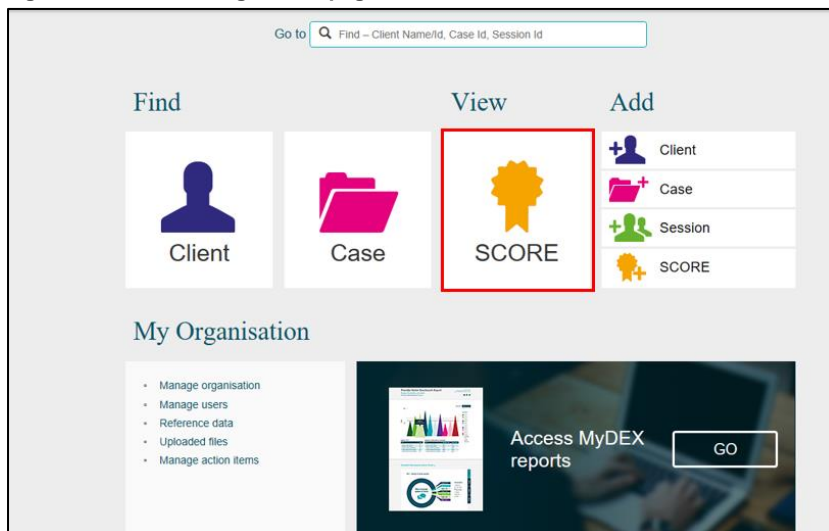 Go to Find – Client Name/Id, Case Id, Session Id
Find View Add
Client
Case
SCORE
Client
Case
Session
SCORE
My Organisation
Manage organisation
Manage users
Reference data
Uploaded files
Manage action items
Access MyDEX
reports
GO